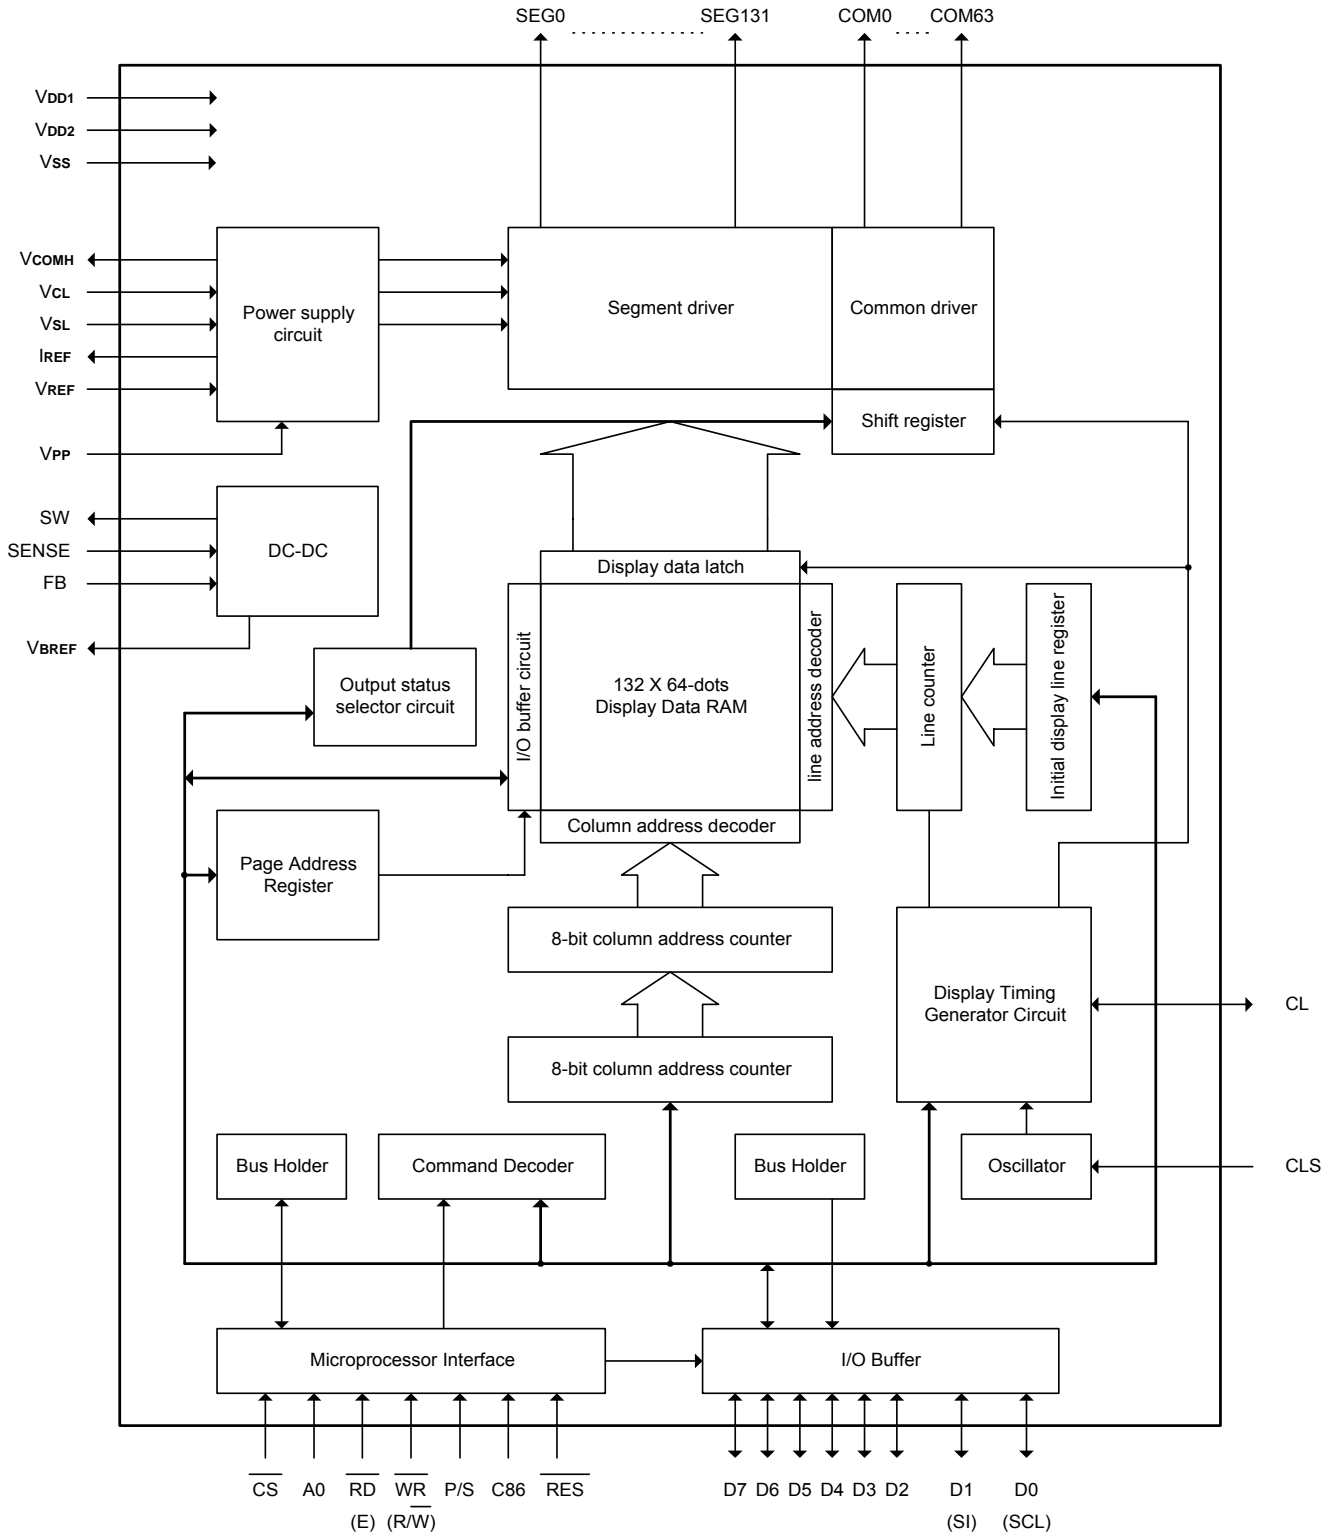 SEG0 SEG131 COM0 COM63
VDD1
VDD2
VSS
VCOMH
VCL
VSL
IREF
VREF
VPP
Power supply
circuit
Segment driver
Common driver
Shift register
SW
SENSE
FB
VBREF
DC-DC
Output status
selector circuit
Display data latch
I/O buffer circuit
132 X 64-dots
Display Data RAM
line address decoder
Line counter
Initial display line register
Column address decoder
Page Address
Register
8-bit column address counter
8-bit column address counter
Display Timing
Generator Circuit
CL
Bus Holder
Command Decoder
Bus Holder
Oscillator
CLS
Microprocessor Interface
I/O Buffer
CS A0 RD WR P/S C86 RES D7 D6 D5 D4 D3 D2 D1 D0
(E) (R/W) (SI) (SCL)